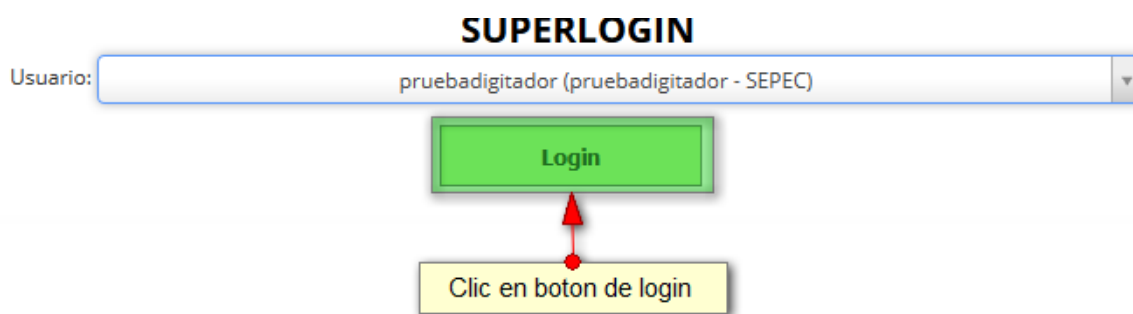 SUPERLOGIN
Usuario: pruebadigitador (pruebadigitador - SEPEC)
Login
Clic en boton de login